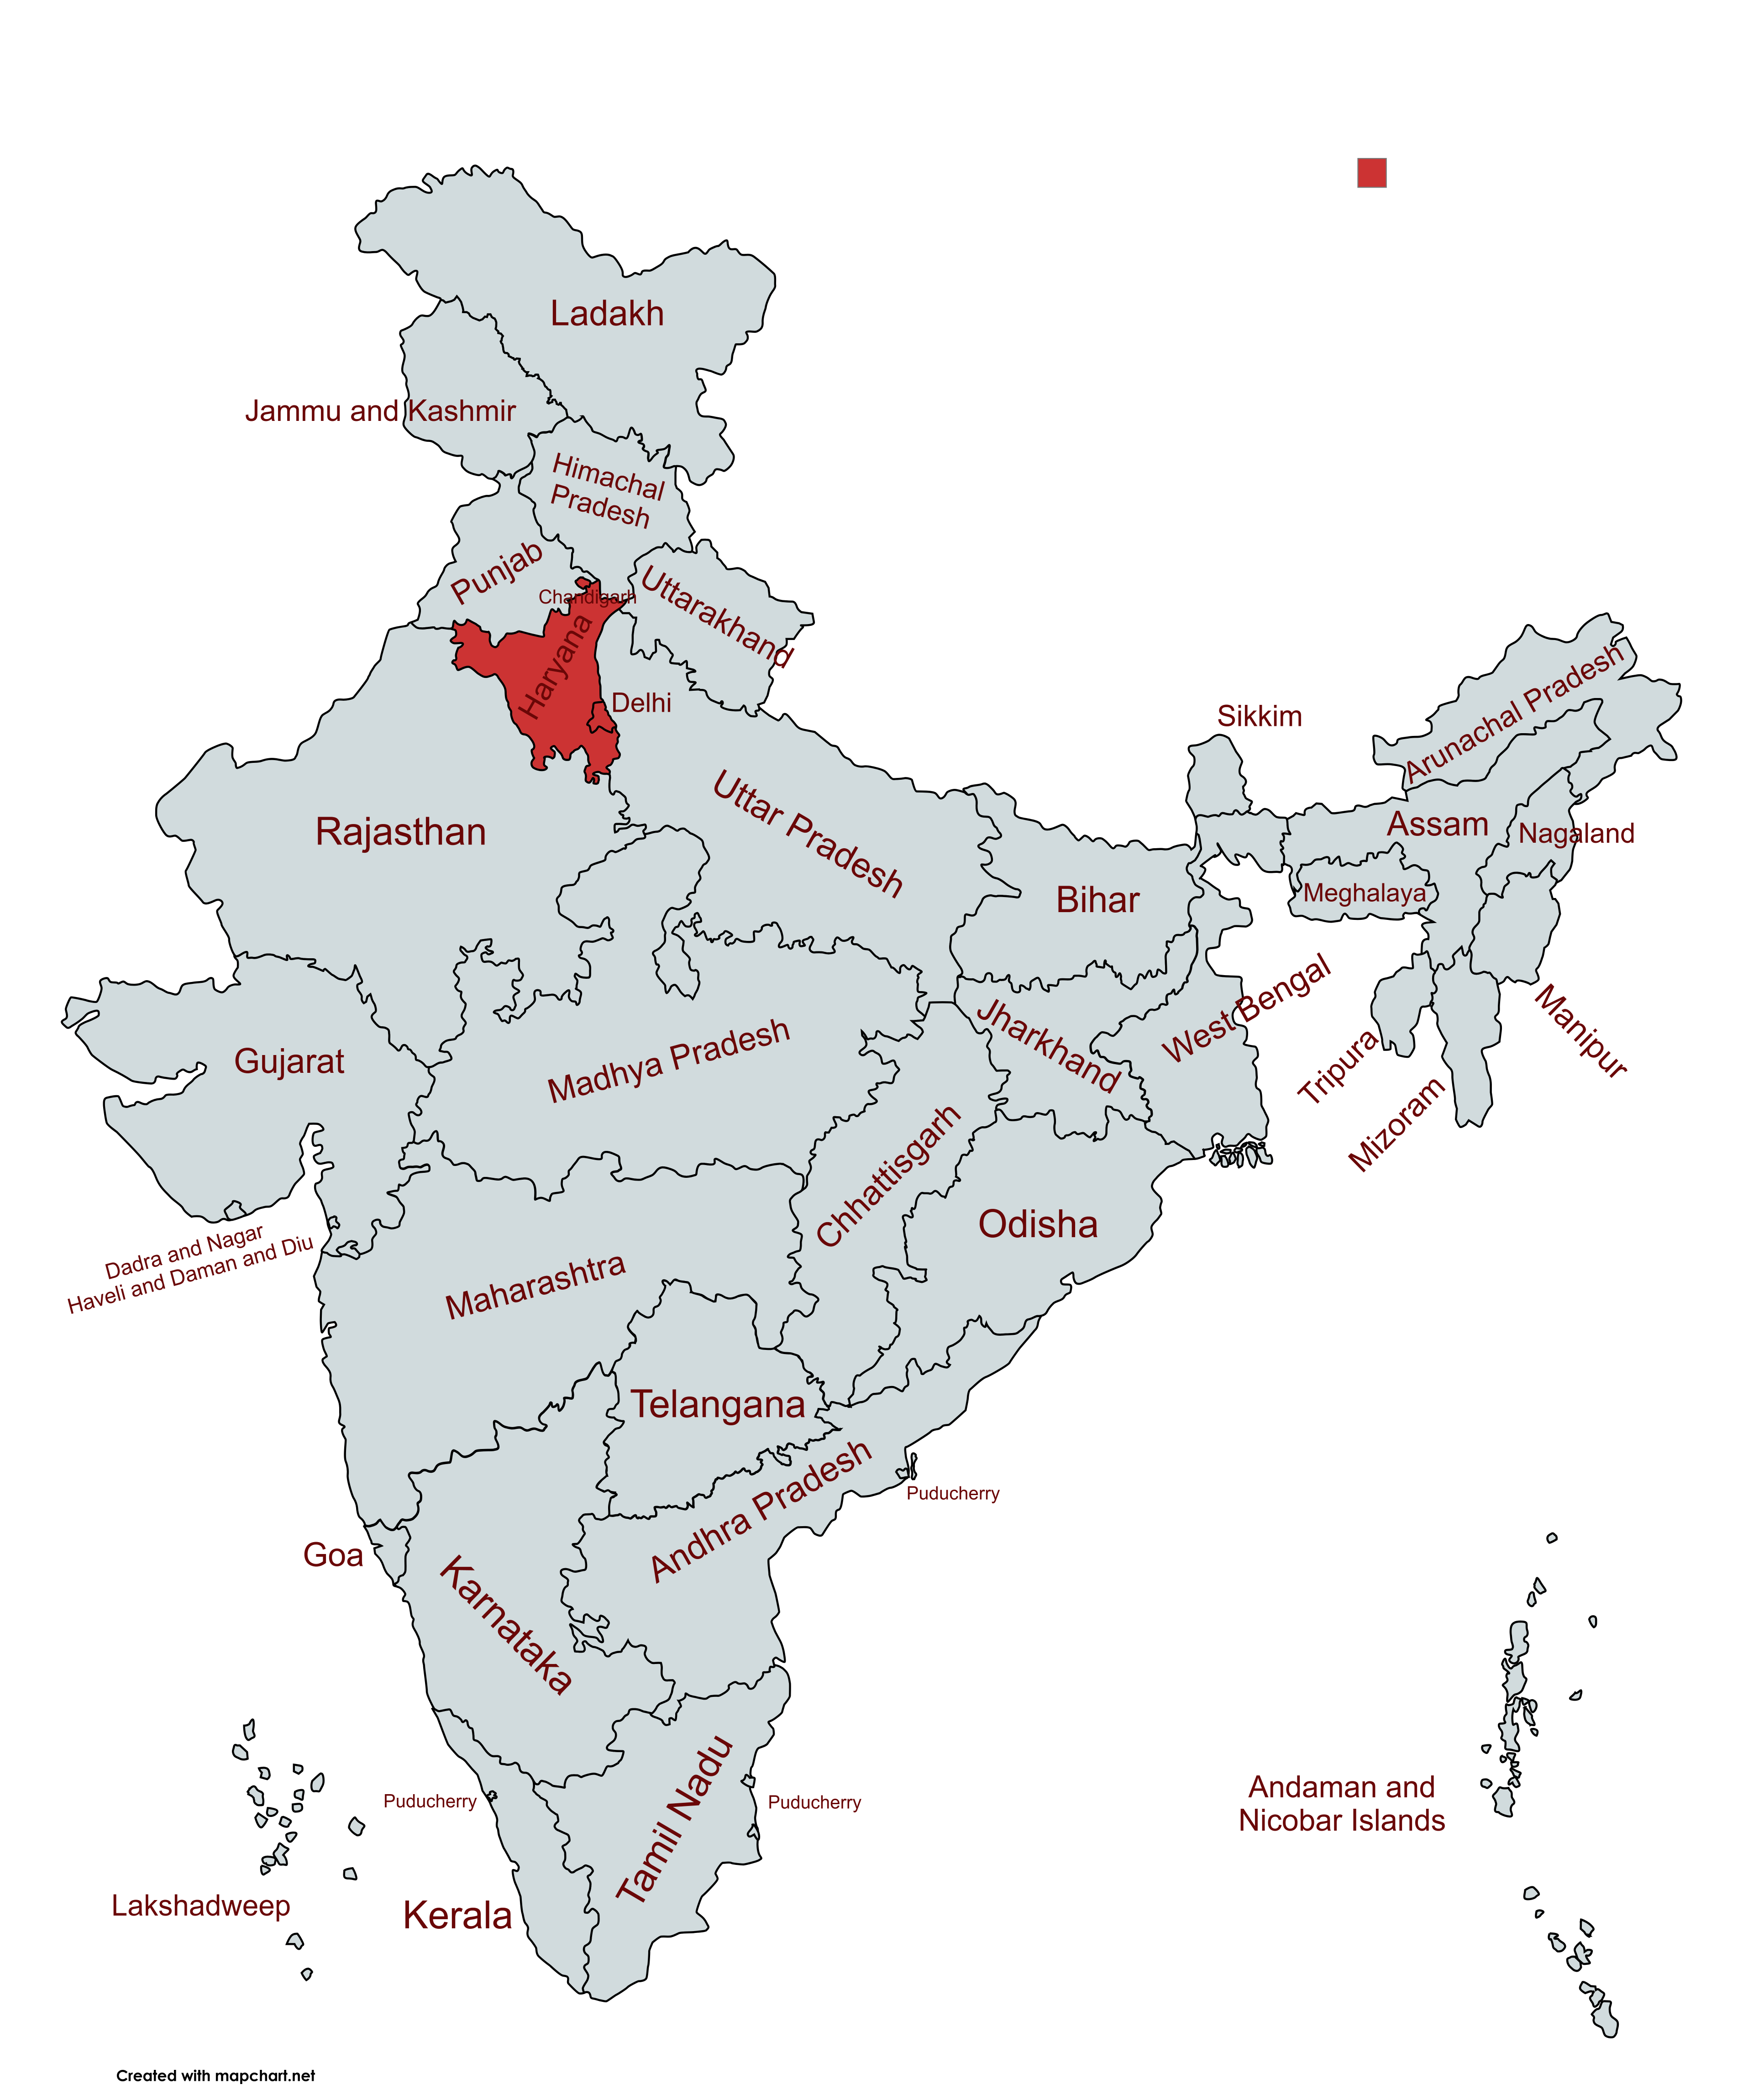 Ladakh
Jammu and Kashmir
Himachal
Pradesh
Punjab
Chandigarh
Uttarakhand
Haryana
Delhi
Arunachal Pradesh
Sikkim
Rajasthan
Uttar Pradesh
Assam
Nagaland
Bihar
Meghalaya
Gujarat
Madhya Pradesh
Jharkhand
West Bengal
Tripura
Manipur
Mizoram
Chhattisgarh
Odisha
Dadra and Nagar
Haveli and Daman and Diu
Maharashtra
Telangana
Andhra Pradesh
Puducherry
Goa
Karnataka
Puducherry
Tamil Nadu
Puducherry
Andaman and
Nicobar Islands
Lakshadweep
Kerala
Created with mapchart.net